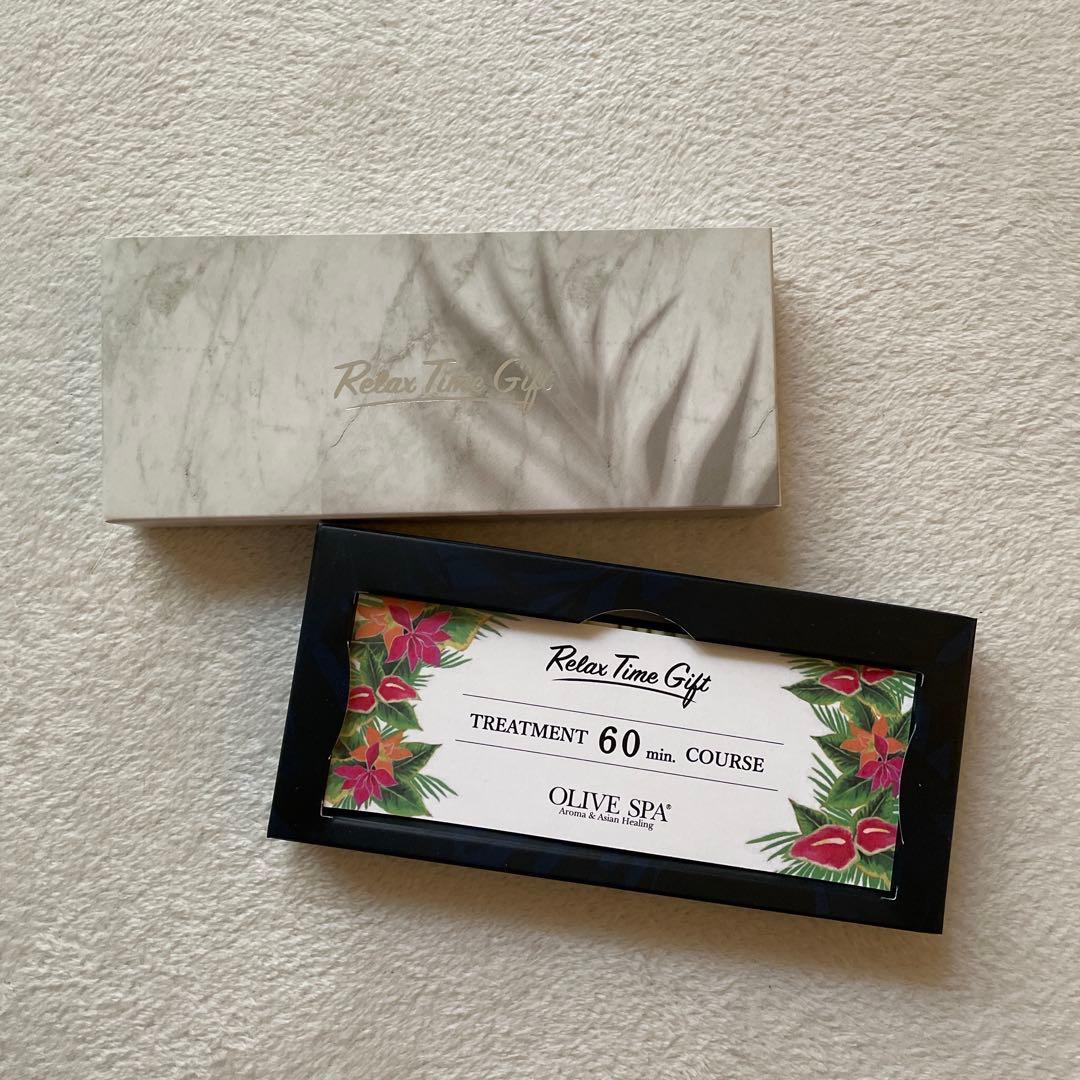 Relax Time Gift
Relax Time Gift
TREATMENT 60 min. COURSE
OLIVE SPA®
Aroma & Asian Healing